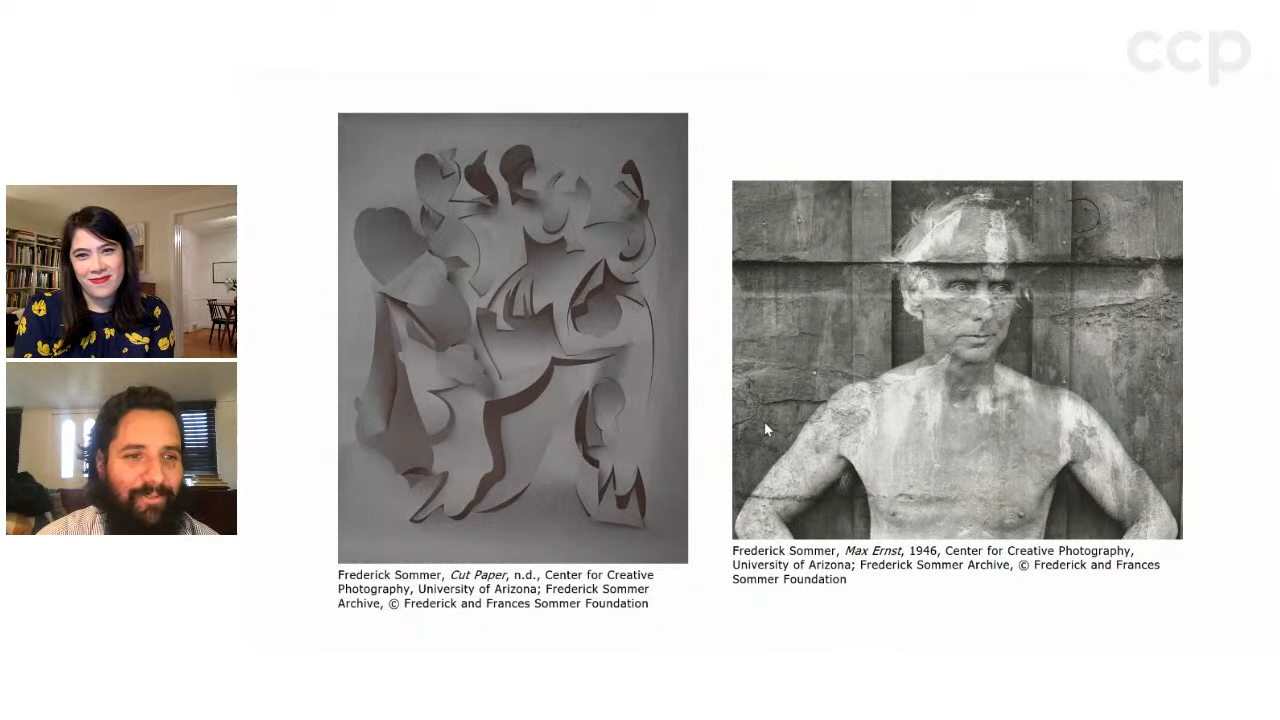 ccp
Frederick Sommer, Cut Paper, n.d., Center for Creative
Photography, University of Arizona; Frederick Sommer
Archive, © Frederick and Frances Sommer Foundation
Frederick Sommer, Max Ernst, 1946, Center for Creative Photography,
University of Arizona; Frederick Sommer Archive, © Frederick and Frances
Sommer Foundation